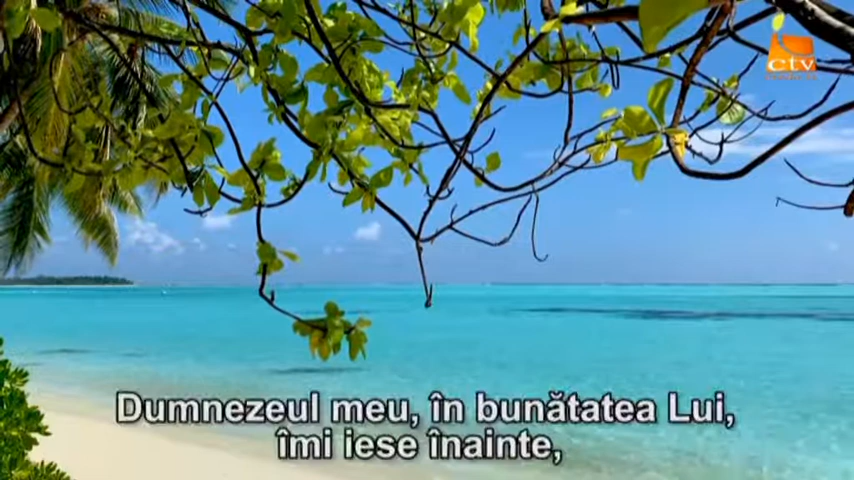 ctv
Dumnezeul meu, în bunătatea Lui,
îmi iese înainte,